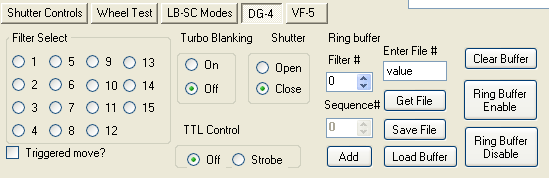 Shutter Controls Wheel Test LB-SC Modes DG-4 VF-5
Filter Select Turbo Blanking Shutter Ring buffer
Enter File #
1 5 9 13 On Open Filter # value Clear Buffer
2 6 10 14 Off Close 0
3 7 11 15 Sequence# Get File Ring Buffer Enable
4 8 12 TTL Control 0 Save File
Triggered move? Off Strobe Add Load Buffer Ring Buffer Disable